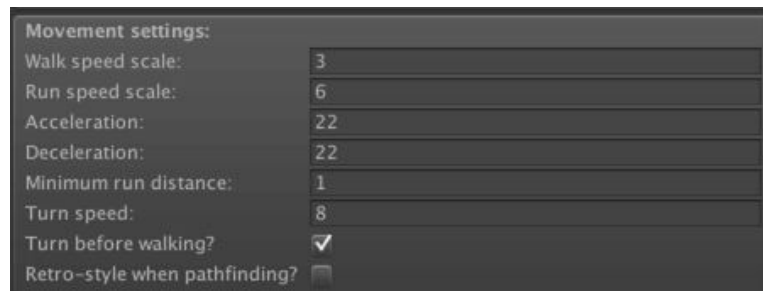 Movement settings:
Walk speed scale: 3
Run speed scale: 6
Acceleration: 22
Deceleration: 22
Minimum run distance: 1
Turn speed: 8
Turn before walking?
Retro-style when pathfinding?